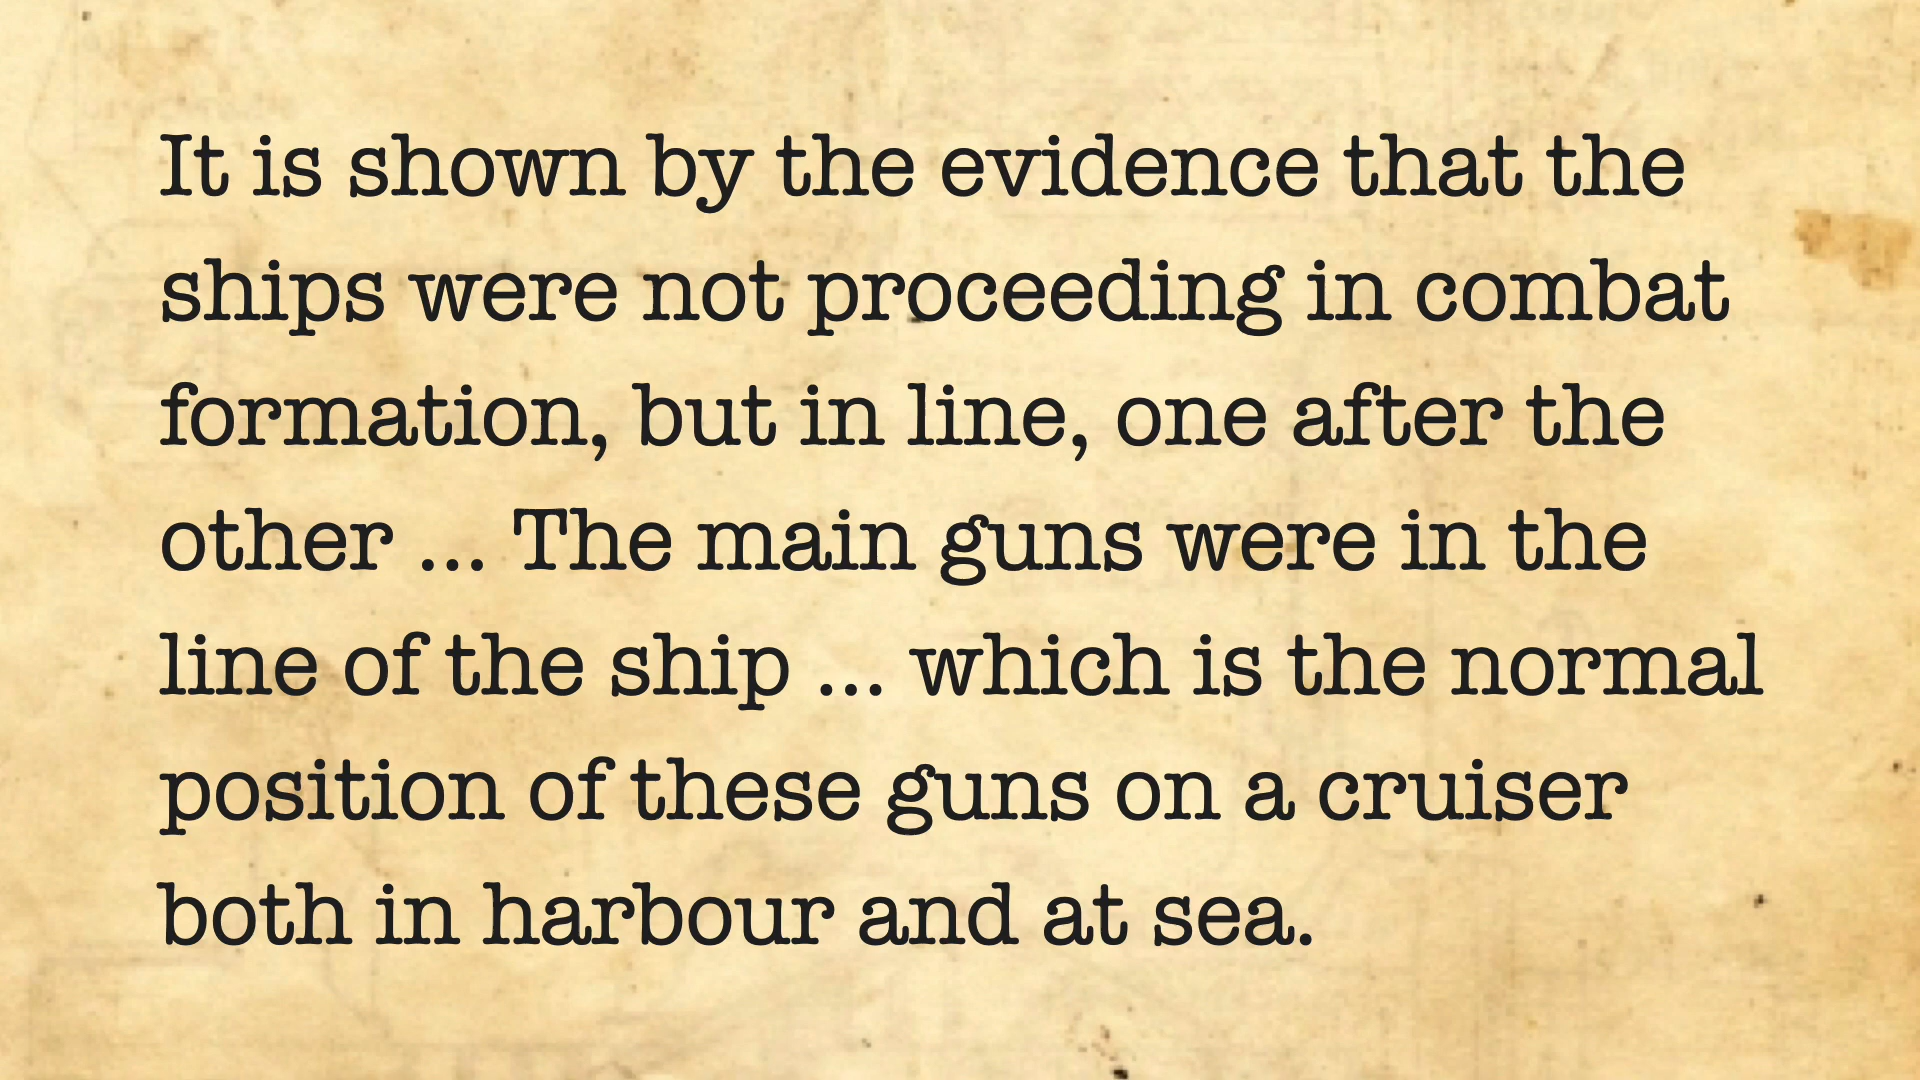 It is shown by the evidence that the
ships were not proceeding in combat
formation, but in line, one after the
other ... The main guns were in the
line of the ship ... which is the normal
position of these guns on a cruiser
both in harbour and at sea.